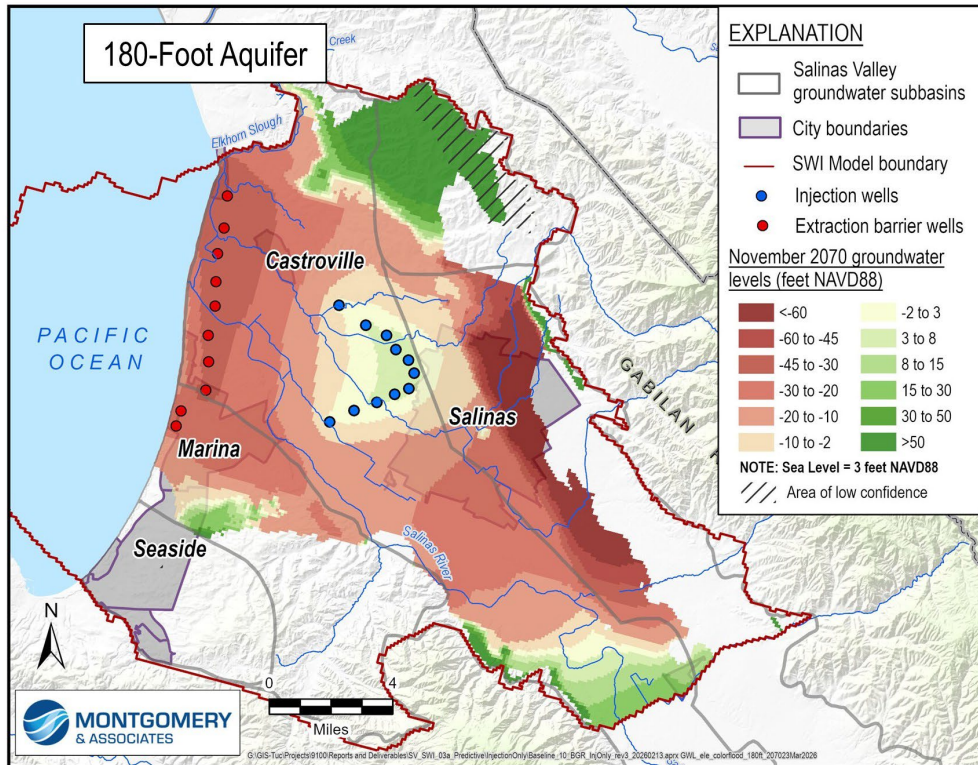 180-Foot Aquifer
Creek
Elkhorn Slough
Castroville
PACIFIC
OCEAN
Salinas
Marina
Seaside
Salinas
River
GABILAN
N
0 4
Miles
MONTGOMERY
& ASSOCIATES
EXPLANATION
Salinas Valley
groundwater subbasins
City boundaries
SWI Model boundary
Injection wells
Extraction barrier wells
November 2070 groundwater
levels (feet NAVD88)
<-60
-60 to -45
-45 to -30
-30 to -20
-20 to -10
-10 to -2
-2 to 3
3 to 8
8 to 15
15 to 30
30 to 50
>50
NOTE: Sea Level = 3 feet NAVD88
Area of low confidence